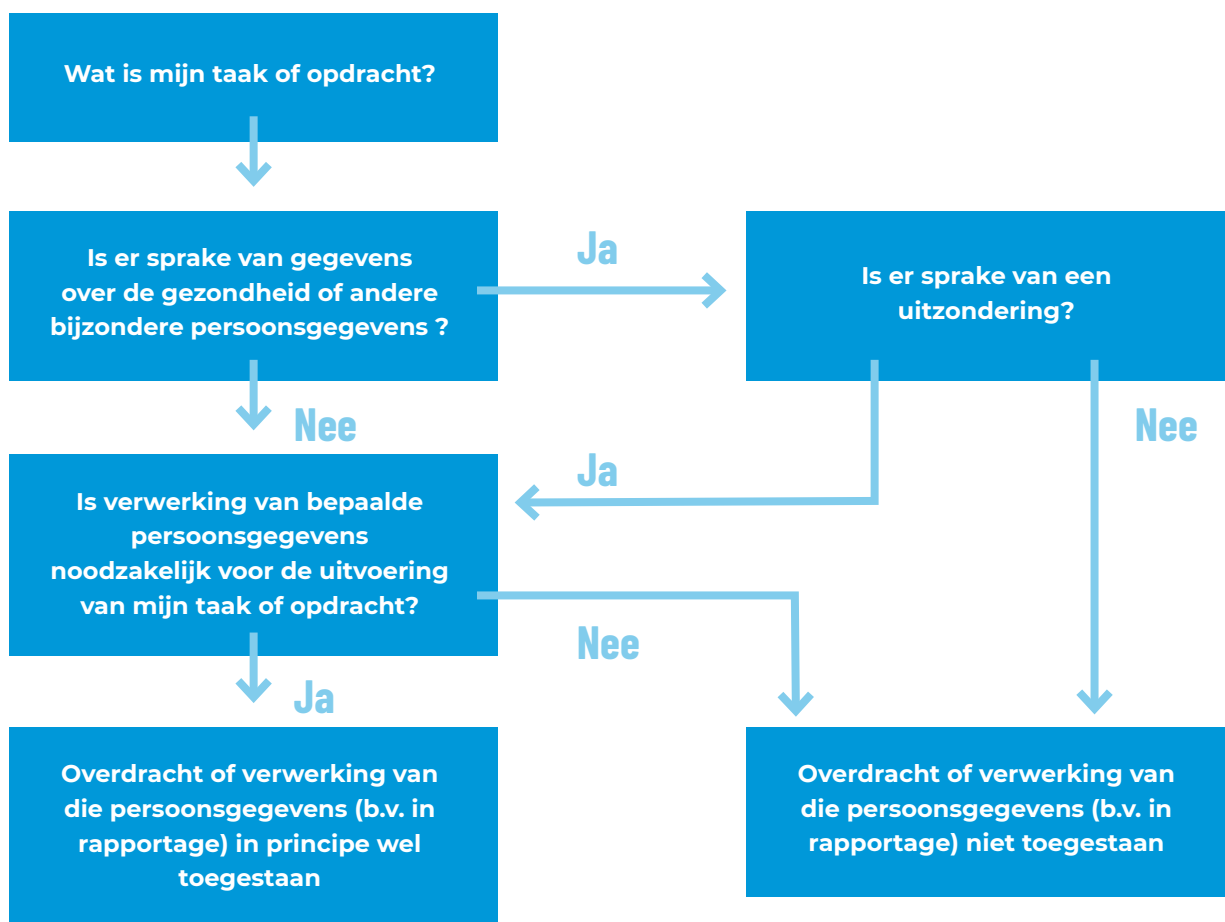 Wat is mijn taak of opdracht?
Is er sprake van gegevens
over de gezondheid of andere
bijzondere persoonsgegevens ?
Ja
Is er sprake van een
uitzondering?
Nee
Nee
Ja
Is verwerking van bepaalde
persoonsgegevens
noodzakelijk voor de uitvoering
van mijn taak of opdracht?
Nee
Ja
Overdracht of verwerking van
die persoonsgegevens (b.v. in
rapportage) in principe wel
toegestaan
Overdracht of verwerking van
die persoonsgegevens (b.v. in
rapportage) niet toegestaan